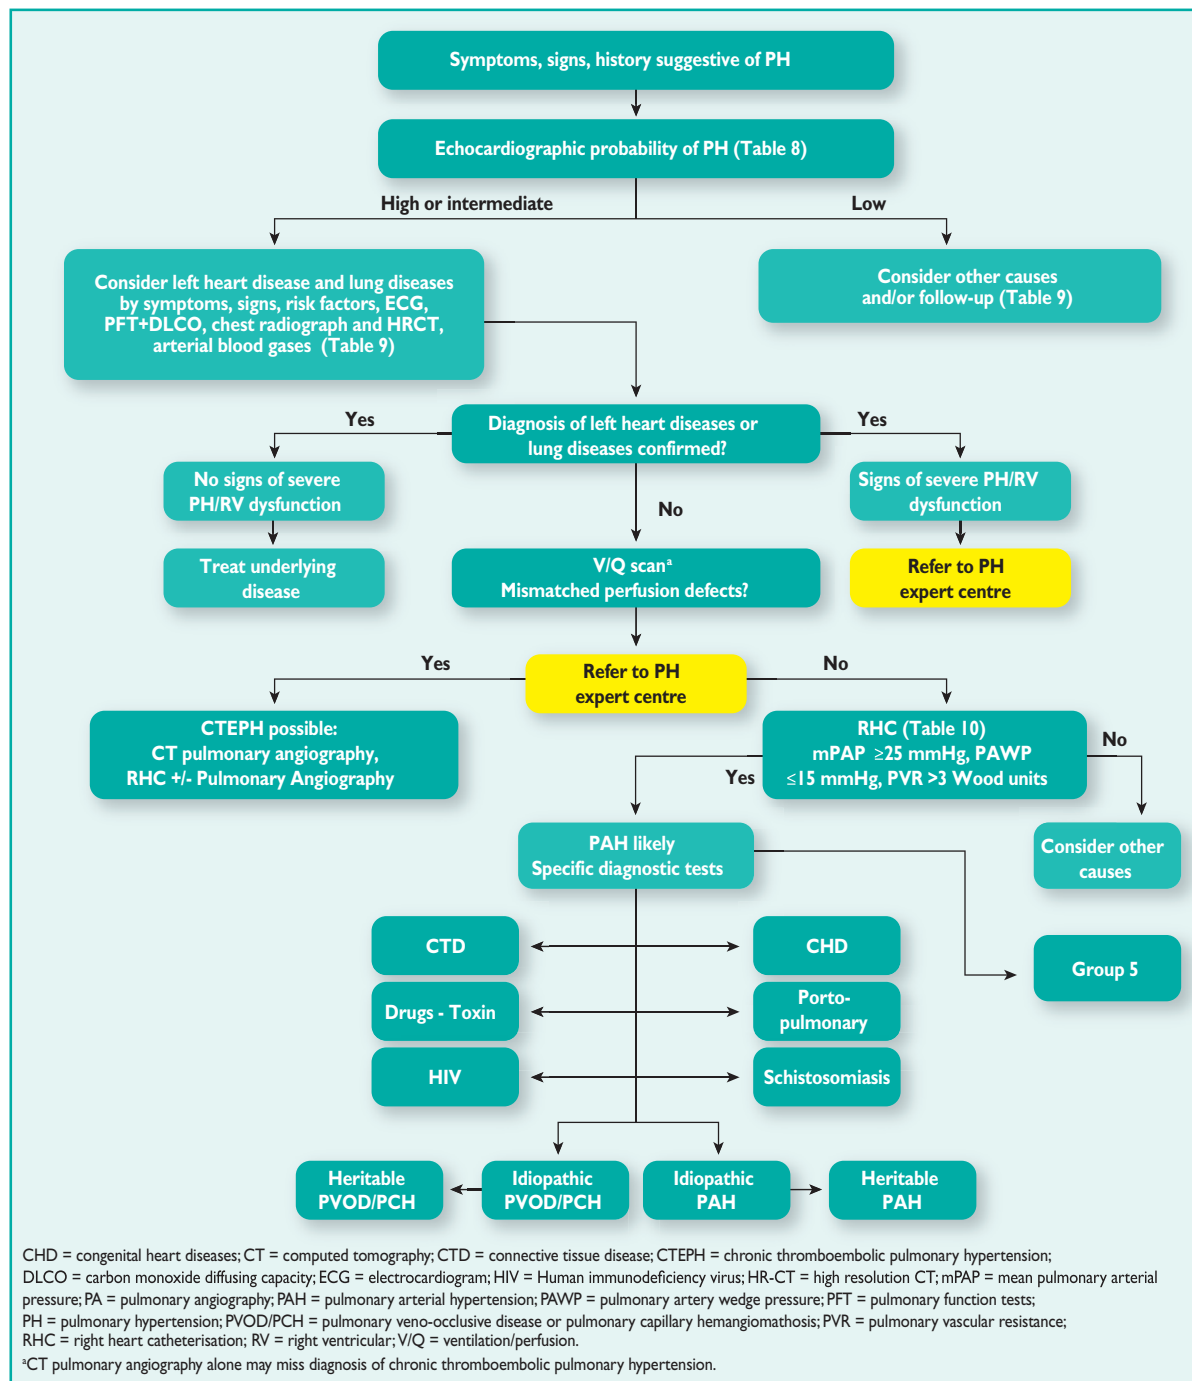 Symptoms, signs, history suggestive of PH
Echocardiographic probability of PH (Table 8)
High or intermediate
Low
Consider left heart disease and lung diseases
by symptoms, signs, risk factors, ECG,
PFT+DLCO, chest radiograph and HRCT,
arterial blood gases (Table 9)
Consider other causes
and/or follow-up (Table 9)
Yes
Diagnosis of left heart diseases or
lung diseases confirmed?
Yes
No signs of severe
PH/RV dysfunction
Signs of severe PH/RV
dysfunction
No
Treat underlying
disease
V/Q scanᵃ
Mismatched perfusion defects?
Refer to PH
expert centre
Yes
Refer to PH
expert centre
No
CTEPH possible:
CT pulmonary angiography,
RHC +/- Pulmonary Angiography
RHC (Table 10)
mPAP ≥25 mmHg, PAWP
≤15 mmHg, PVR >3 Wood units
No
Yes
PAH likely
Specific diagnostic tests
Consider other
causes
CTD
CHD
Group 5
Drugs - Toxin
Porto-
pulmonary
HIV
Schistosomiasis
Heritable
PVOD/PCH
Idiopathic
PVOD/PCH
Idiopathic
PAH
Heritable
PAH
CHD = congenital heart diseases; CT = computed tomography; CTD = connective tissue disease; CTEPH = chronic thromboembolic pulmonary hypertension;
DLCO = carbon monoxide diffusing capacity; ECG = electrocardiogram; HIV = Human immunodeficiency virus; HR-CT = high resolution CT; mPAP = mean pulmonary arterial
pressure; PA = pulmonary angiography; PAH = pulmonary arterial hypertension; PAWP = pulmonary artery wedge pressure; PFT = pulmonary function tests;
PH = pulmonary hypertension; PVOD/PCH = pulmonary veno-occlusive disease or pulmonary capillary hemangiomathosis; PVR = pulmonary vascular resistance;
RHC = right heart catheterisation; RV = right ventricular; V/Q = ventilation/perfusion.
ᵃCT pulmonary angiography alone may miss diagnosis of chronic thromboembolic pulmonary hypertension.